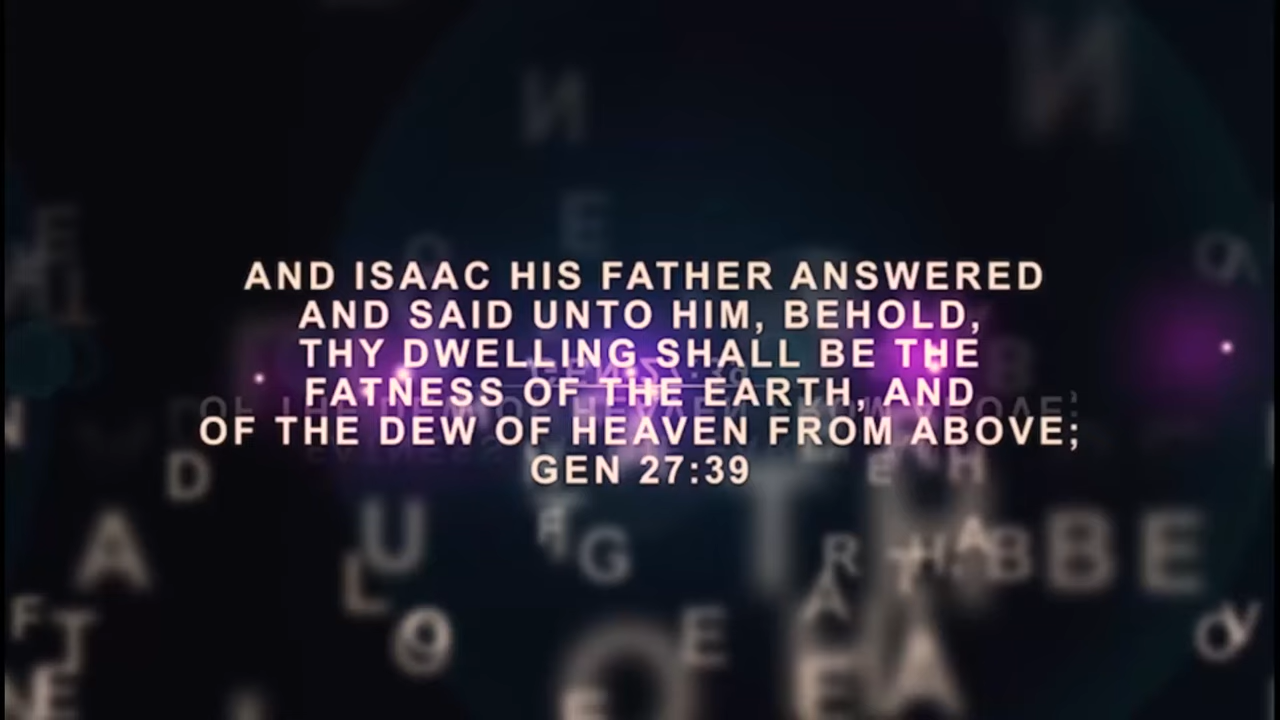 AND ISAAC HIS FATHER ANSWERED
AND SAID UNTO HIM, BEHOLD,
THY DWELLING SHALL BE THE
FATNESS OF THE EARTH, AND
OF THE DEW OF HEAVEN FROM ABOVE;
GEN 27:39